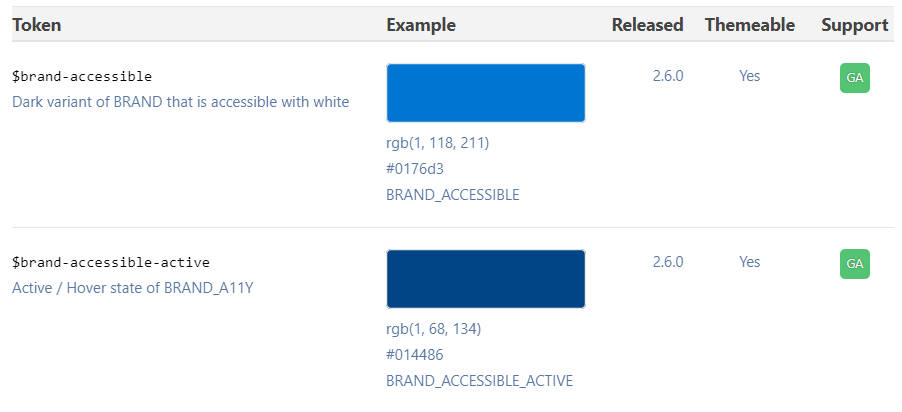 Token Example Released Themeable Support
$brand-accessible 2.6.0 Yes GA
Dark variant of BRAND that is accessible with white
rgb(1, 118, 211)
#0176d3
BRAND_ACCESSIBLE
$brand-accessible-active 2.6.0 Yes GA
Active / Hover state of BRAND_A11Y
rgb(1, 68, 134)
#014486
BRAND_ACCESSIBLE_ACTIVE